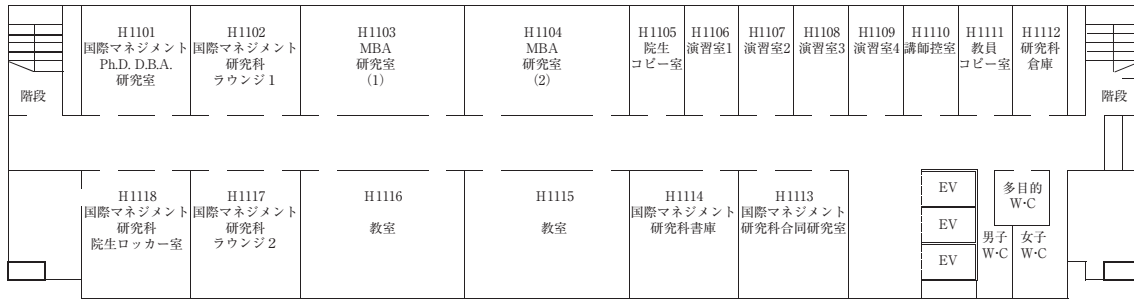 階段
H1101
国際マネジメント
Ph.D. D.B.A.
研究室
H1102
国際マネジメント
研究科
ラウンジ1
H1103
MBA
研究室
(1)
H1104
MBA
研究室
(2)
H1105
院生
コピー室
H1106
演習室1
H1107
演習室2
H1108
演習室3
H1109
演習室4
H1110
講師控室
H1111
教員
コピー室
H1112
研究科
倉庫
階段
H1118
国際マネジメント
研究科
院生ロッカー室
H1117
国際マネジメント
研究科
ラウンジ2
H1116
教室
H1115
教室
H1114
国際マネジメント
研究科書庫
H1113
国際マネジメント
研究科合同研究室
EV
EV
EV
多目的
W·C
男子
W·C
女子
W·C